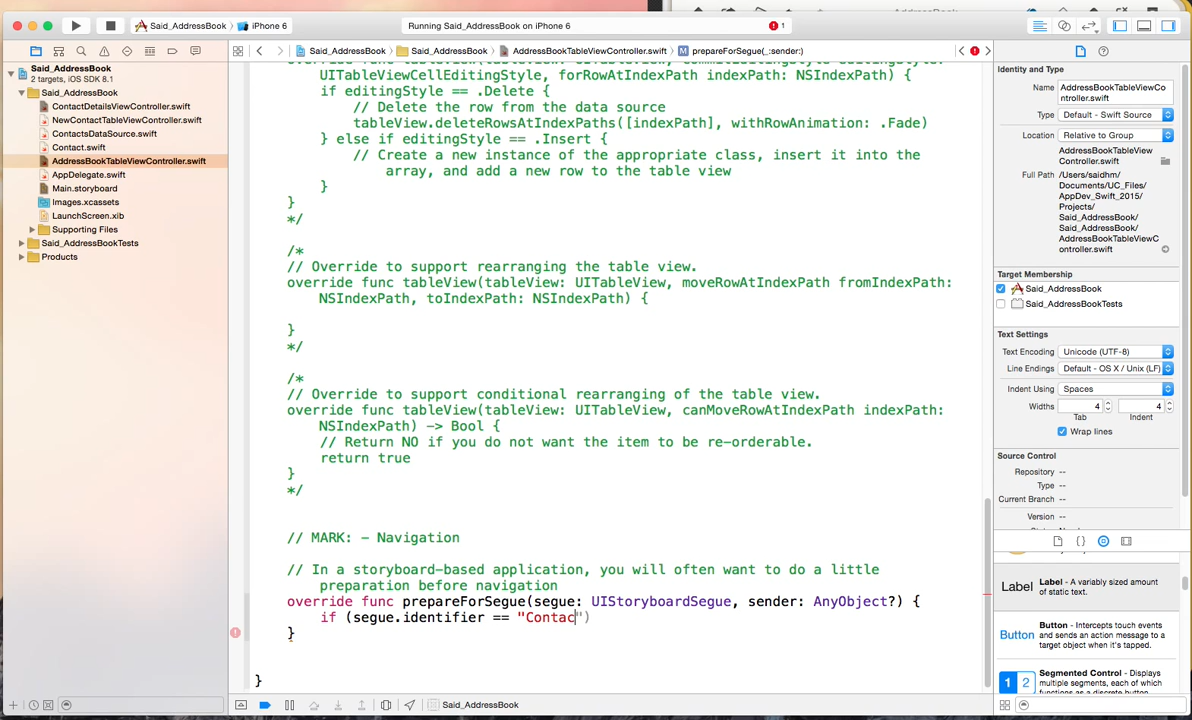 Said_AddressBook
iPhone 6
Running Said_AddressBook on iPhone 6
1
Said_AddressBook
2 targets, iOS SDK 8.1
Said_AddressBook
ContactDetailsViewController.swift
NewContactTableViewController.swift
ContactsDataSource.swift
Contact.swift
AddressBookTableViewController.swift
AppDelegate.swift
Main.storyboard
Images.xcassets
LaunchScreen.xib
Supporting Files
Said_AddressBookTests
Products
Said_AddressBook
Said_AddressBook
AddressBookTableViewController.swift
M prepareForSegue(_:sender:)
UITableViewCellEditingStyle, forRowAtIndexPath indexPath: NSIndexPath) {
if editingStyle == .Delete {
// Delete the row from the data source
tableView.deleteRowsAtIndexPaths([indexPath], withRowAnimation: .Fade)
} else if editingStyle == .Insert {
// Create a new instance of the appropriate class, insert it into the
array, and add a new row to the table view
}
}
*/
/*
// Override to support rearranging the table view.
override func tableView(tableView: UITableView, moveRowAtIndexPath fromIndexPath:
NSIndexPath, toIndexPath: NSIndexPath) {
}
*/
/*
// Override to support conditional rearranging of the table view.
override func tableView(tableView: UITableView, canMoveRowAtIndexPath indexPath:
NSIndexPath) -> Bool {
// Return NO if you do not want the item to be re-orderable.
return true
}
*/
// MARK: - Navigation
// In a storyboard-based application, you will often want to do a little
preparation before navigation
override func prepareForSegue(segue: UIStoryboardSegue, sender: AnyObject?) {
if (segue.identifier == "Contac")
}
}
Said_AddressBook
Identity and Type
Name AddressBookTableViewCo
ntroller.swift
Type Default - Swift Source
Location Relative to Group
AddressBookTableView
Controller.swift
Full Path /Users/saidhm/
Documents/UC_Files/
AppDev_Swift_2015/
Projects/
Said_AddressBook/
Said_AddressBook/
AddressBookTableViewC
ontroller.swift
Target Membership
Said_AddressBook
Said_AddressBookTests
Text Settings
Text Encoding Unicode (UTF-8)
Line Endings Default - OS X / Unix (LF)
Indent Using Spaces
Widths 4 4
Tab Indent
Wrap lines
Source Control
Repository --
Type --
Current Branch --
Version --
Label Label - A variably sized amount
of static text.
Button Button - Intercepts touch events
and sends an action message to a
target object when it's tapped.
1 2 Segmented Control - Displays
multiple segments, each of which
functions as a discrete button.